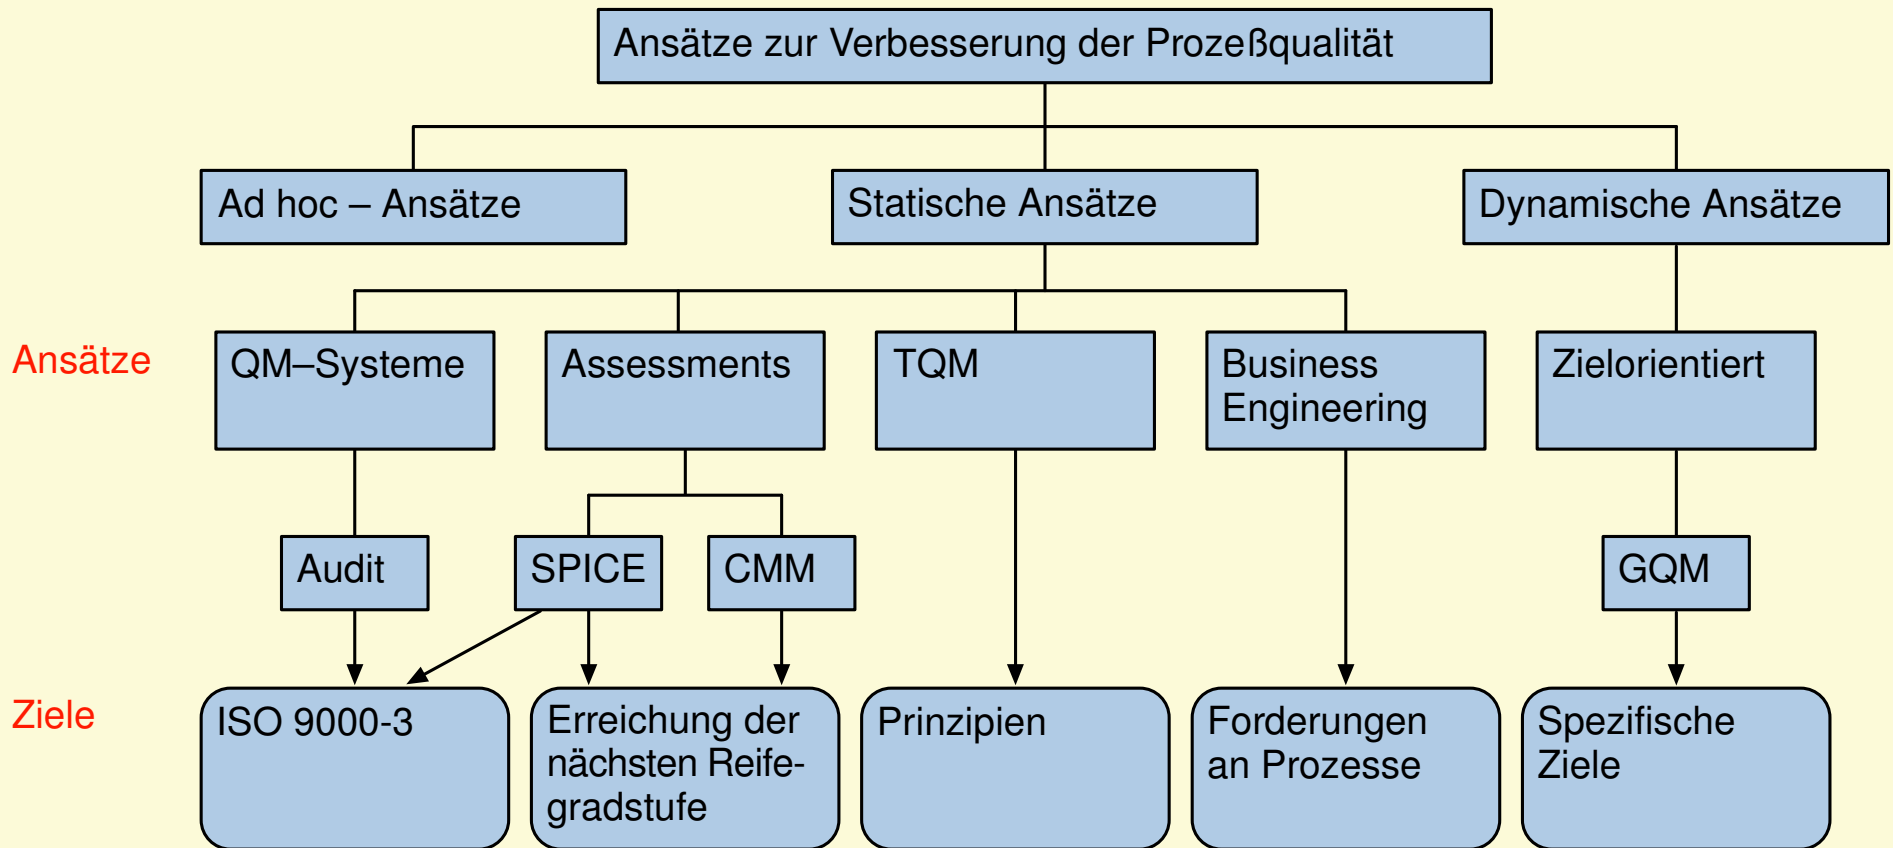 Ansätze zur Verbesserung der Prozeßqualität
Ad hoc – Ansätze
Statische Ansätze
Dynamische Ansätze
Ansätze
QM–Systeme
Assessments
TQM
Business
Engineering
Zielorientiert
Audit
SPICE
CMM
GQM
Ziele
ISO 9000-3
Erreichung der
nächsten Reife-
gradstufe
Prinzipien
Forderungen
an Prozesse
Spezifische
Ziele